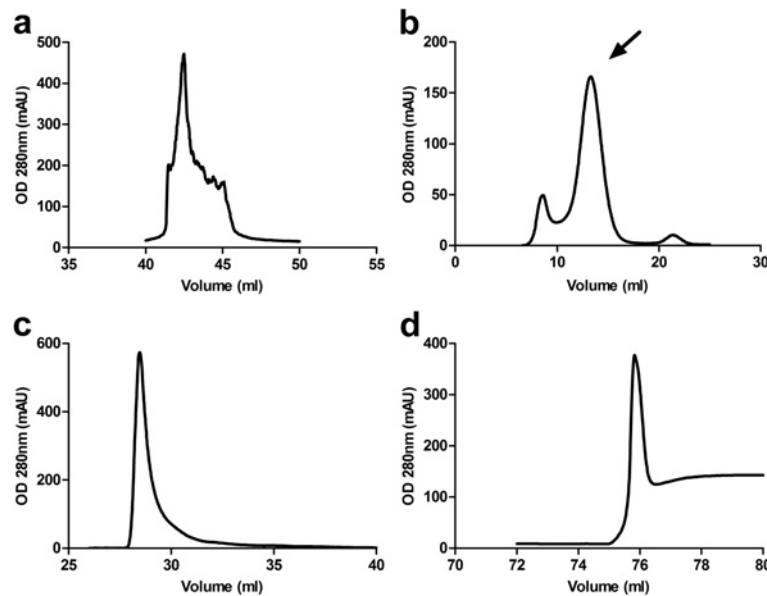 a
OD 280nm (mAU)
500
400
300
200
100
0
35 40 45 50 55
Volume (ml)
b
OD 280nm (mAU)
200
150
100
50
0
0 10 20 30
Volume (ml)
c
OD 280nm (mAU)
600
400
200
0
25 30 35 40
Volume (ml)
d
OD 280nm (mAU)
400
300
200
100
0
70 72 74 76 78 80
Volume (ml)